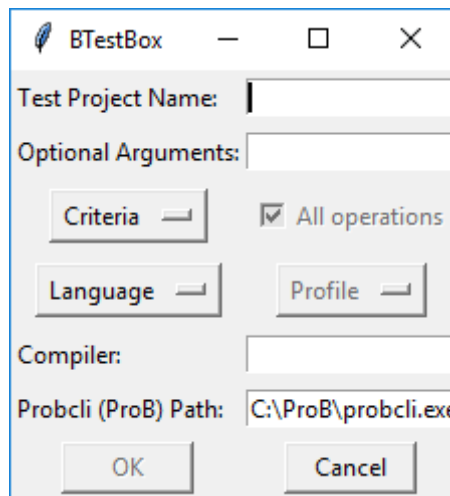 BTestBox
Test Project Name:
Optional Arguments:
Criteria All operations
Language Profile
Compiler:
Probcli (ProB) Path: C:\ProB\probcli.exe
OK Cancel